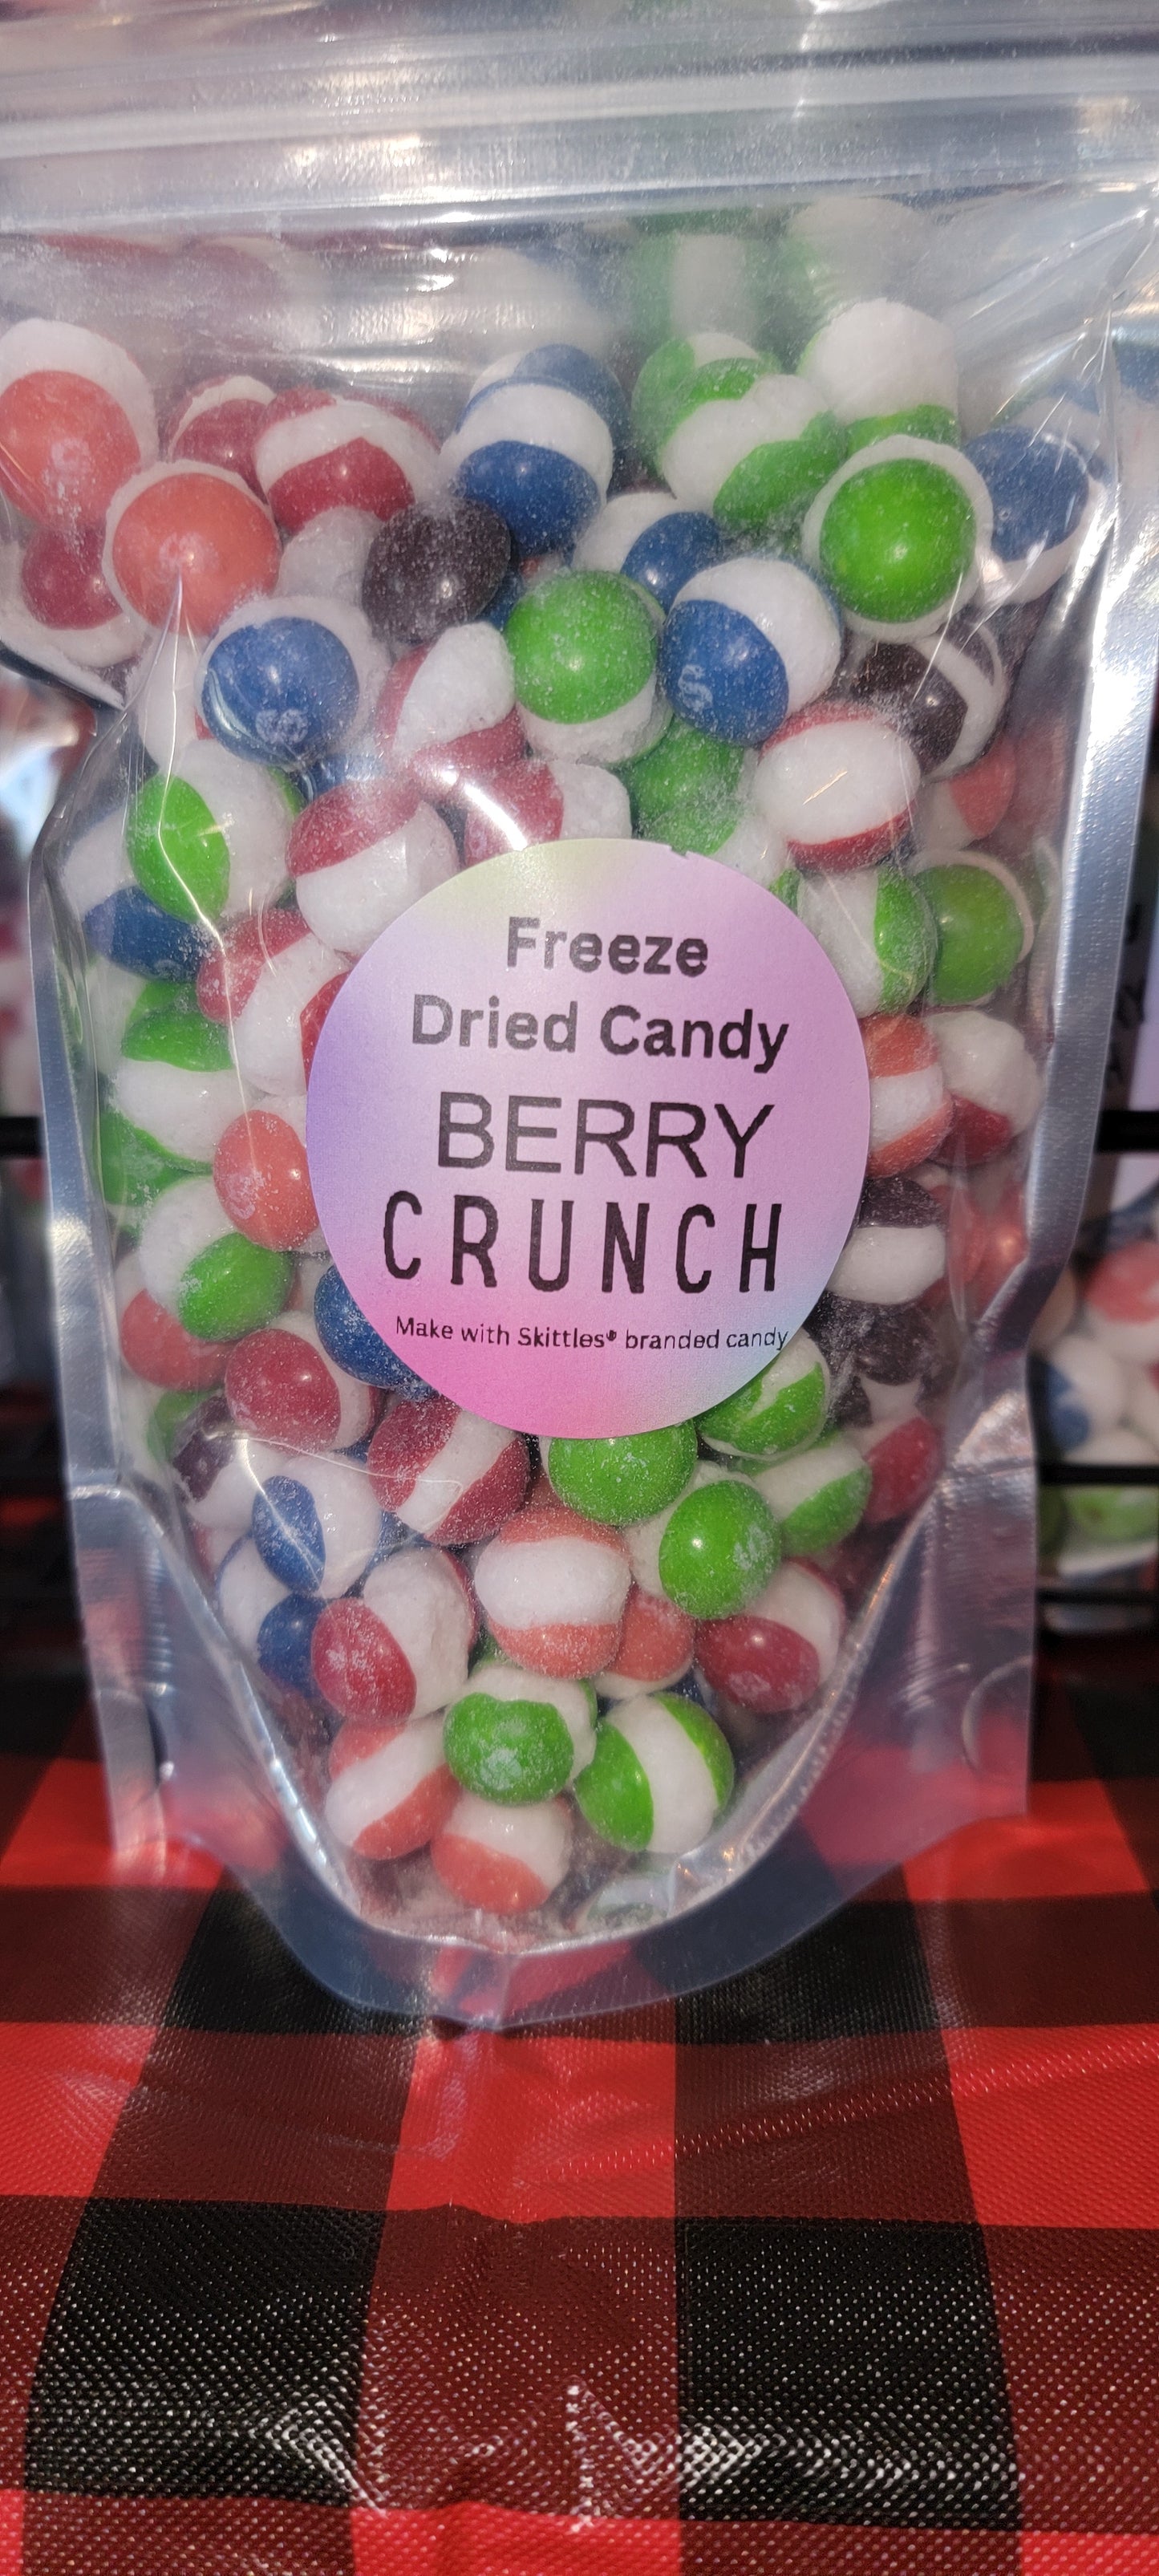 Freeze
Dried Candy
BERRY
CRUNCH
Make with Skittles® branded candy
S
S